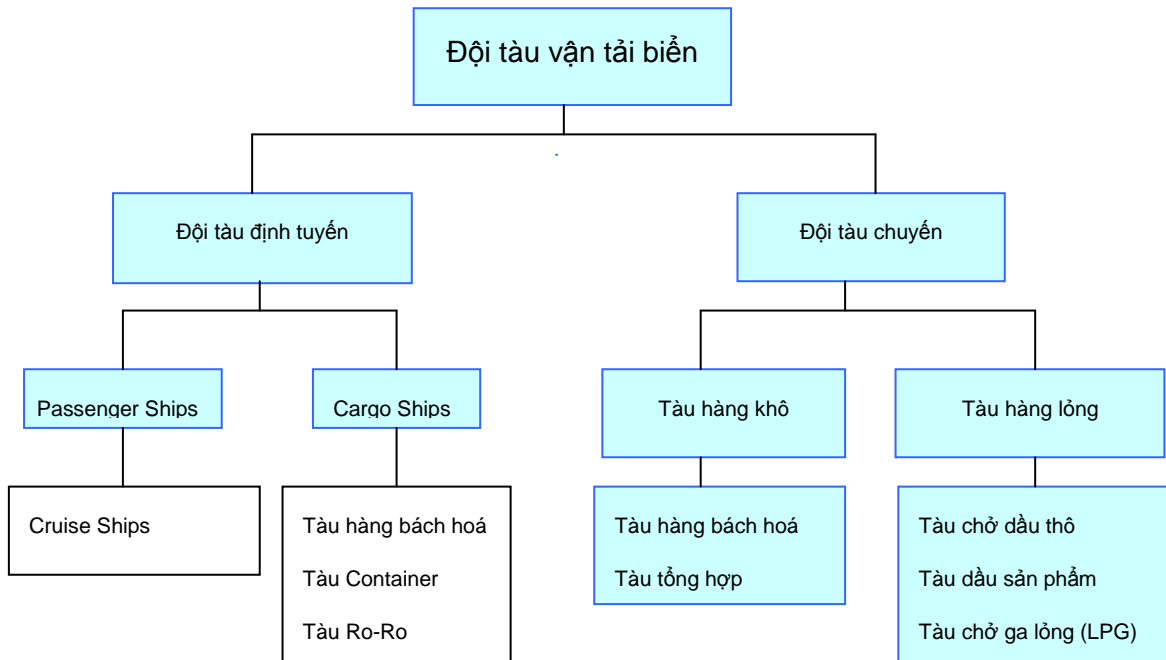 Đội tàu vận tải biển
Đội tàu định tuyến
Đội tàu chuyến
Passenger Ships
Cargo Ships
Tàu hàng khô
Tàu hàng lỏng
Cruise Ships
Tàu hàng bách hoá
Tàu Container
Tàu Ro-Ro
Tàu hàng bách hoá
Tàu tổng hợp
Tàu chở dầu thô
Tàu dầu sản phẩm
Tàu chở ga lỏng (LPG)